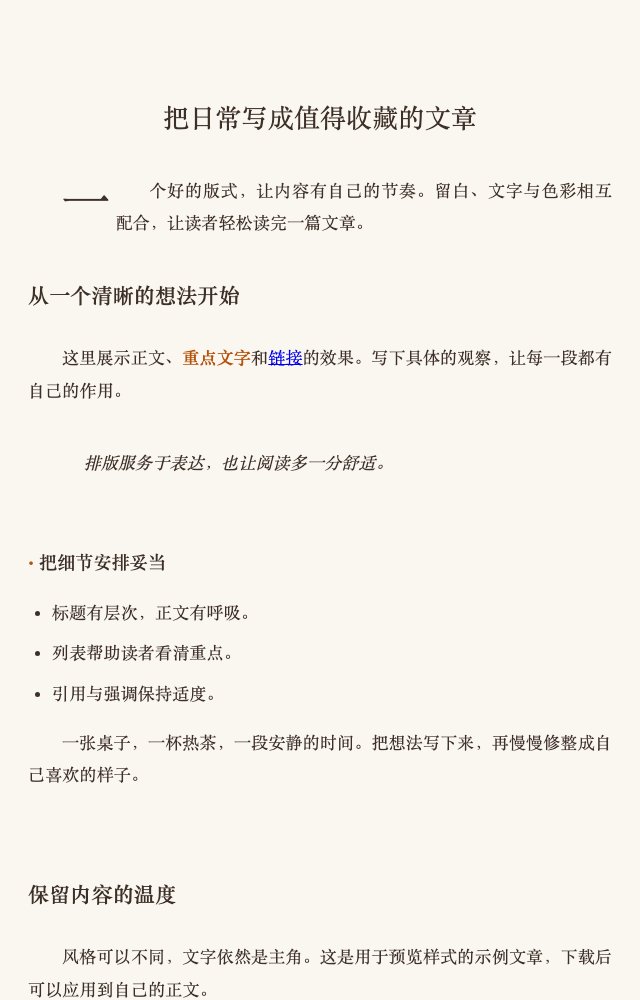 把日常写成值得收藏的文章
一个好的版式，让内容有自己的节奏。留白、文字与色彩相互
配合，让读者轻松读完一篇文章。
从一个清晰的想法开始
这里展示正文、重点文字和链接的效果。写下具体的观察，让每一段都有
自己的作用。
排版服务于表达，也让阅读多一分舒适。
· 把细节安排妥当
• 标题有层次，正文有呼吸。
• 列表帮助读者看清重点。
• 引用与强调保持适度。
一张桌子，一杯热茶，一段安静的时间。把想法写下来，再慢慢修整成自
己喜欢的样子。
保留内容的温度
风格可以不同，文字依然是主角。这是用于预览样式的示例文章，下载后
可以应用到自己的正文。